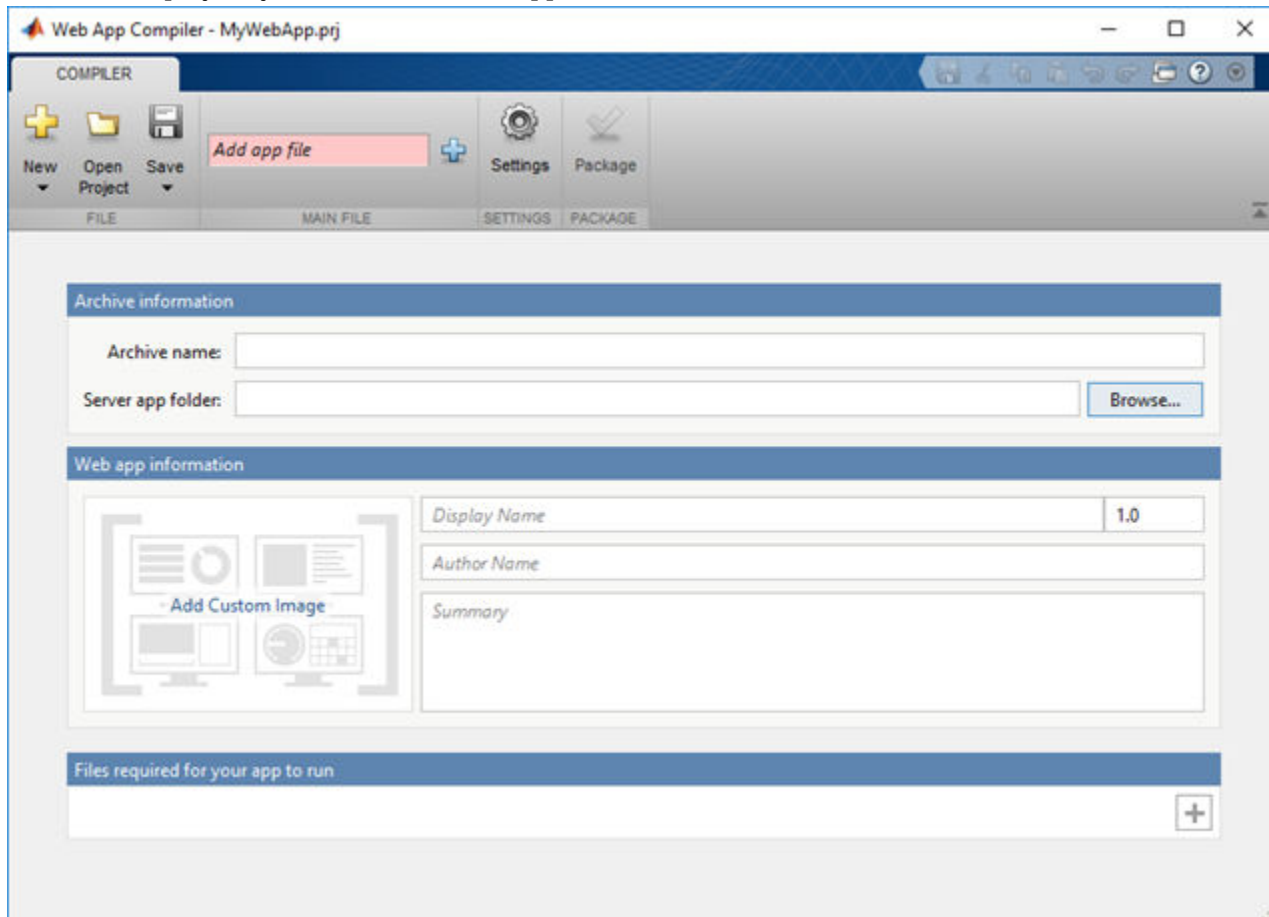 Web App Compiler - MyWebApp.prj
COMPILER
New
Open Project
Save
Add app file
Settings
Package
FILE
MAIN FILE
SETTINGS
PACKAGE
Archive information
Archive name:
Server app folder:
Browse...
Web app information
Add Custom Image
Display Name
1.0
Author Name
Summary
Files required for your app to run